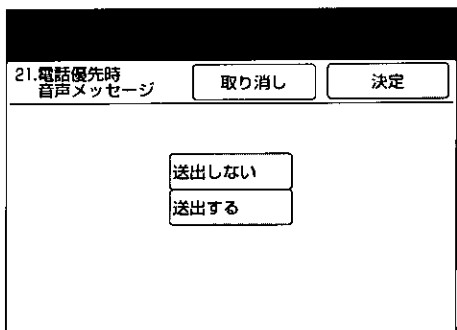 21.電話優先時
音声メッセージ
取り消し
決定
送出しない
送出する